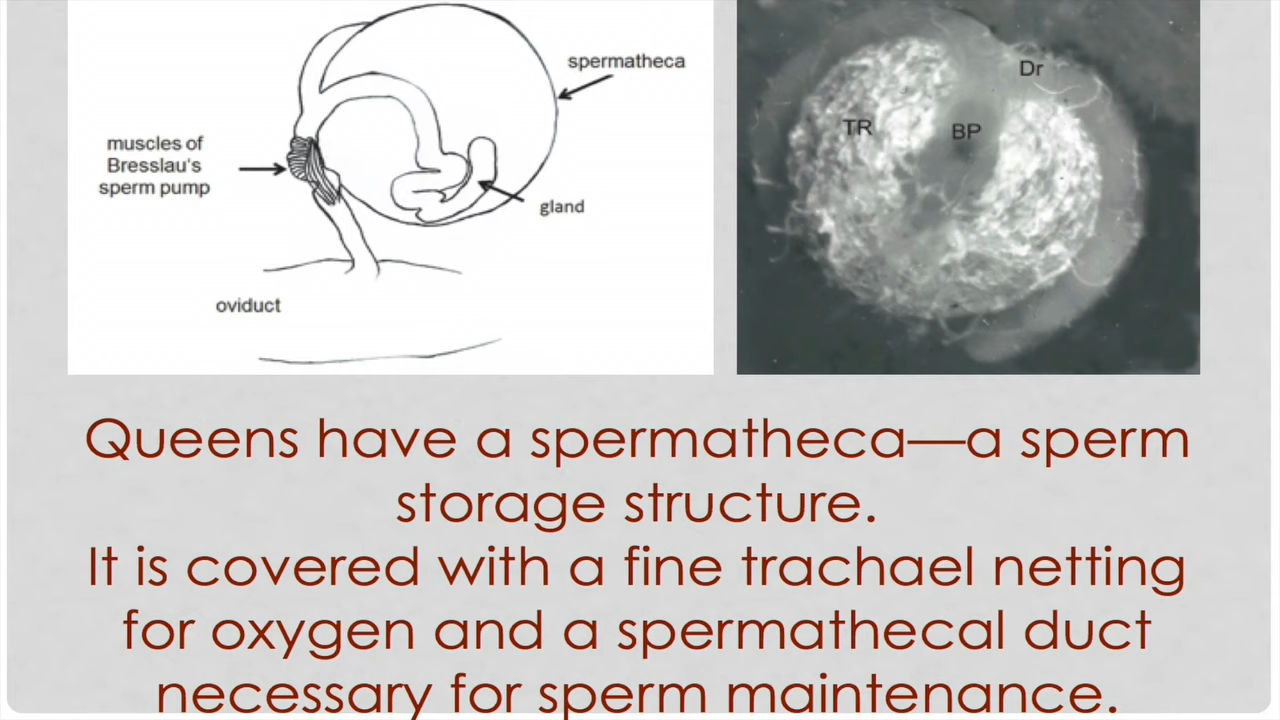 spermatheca
muscles of
Bresslau's
sperm pump
gland
oviduct
Dr
TR
BP
Queens have a spermatheca—a sperm
storage structure.
It is covered with a fine trachael netting
for oxygen and a spermathecal duct
necessary for sperm maintenance.